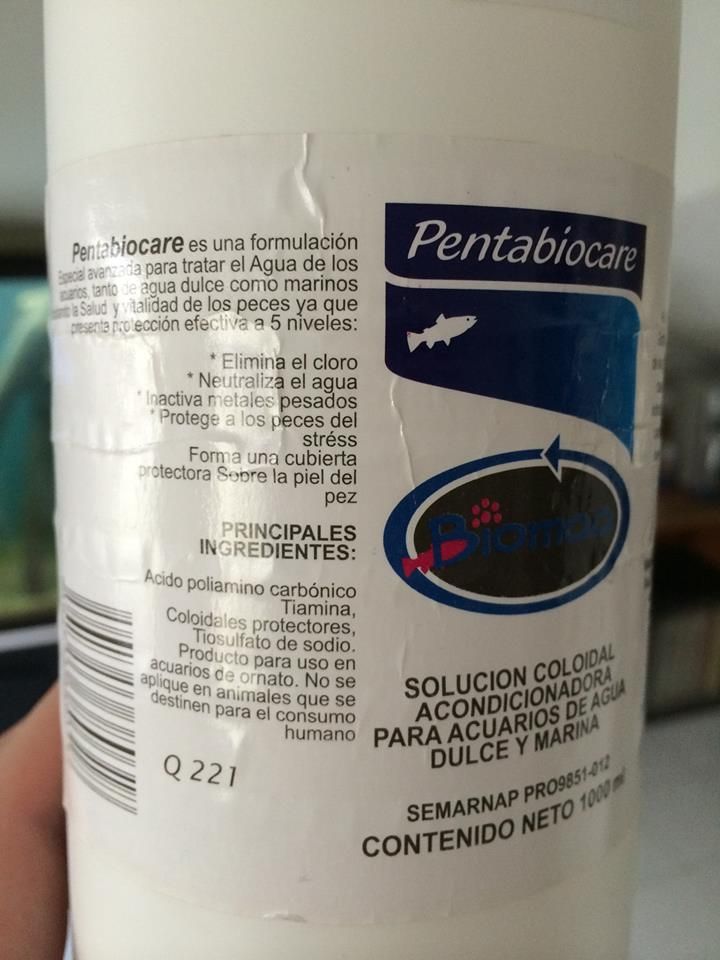 Pentabiocare es una formulación
Especial avanzada para tratar el Agua de los
acuarios, tanto de agua dulce como marinos
la Salud y vitalidad de los peces ya que
presenta protección efectiva a 5 niveles:
* Elimina el cloro
* Neutraliza el agua
* Inactiva metales pesados
* Protege a los peces del
stréss
Forma una cubierta
protectora Sobre la piel del
pez
PRINCIPALES
INGREDIENTES:
Acido poliamino carbónico
Tiamina,
Coloidales protectores,
Tiosulfato de sodio.
Producto para uso en
acuarios de ornato. No se
aplique en animales que se
destinen para el consumo
humano
Q 221
Pentabiocare
Biomaa
SOLUCION COLOIDAL
ACONDICIONADORA
PARA ACUARIOS DE AGUA
DULCE Y MARINA
SEMARNAP PRO9851-012
CONTENIDO NETO 1000 ml